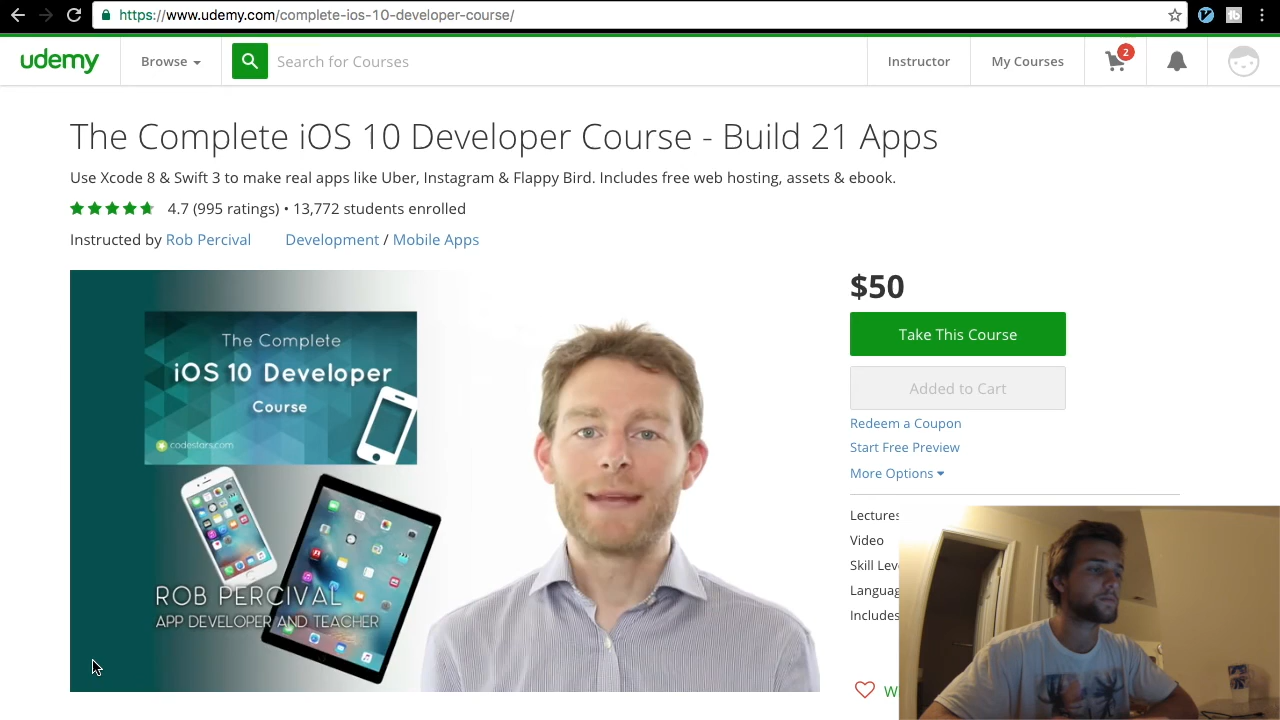 https://www.udemy.com/complete-ios-10-developer-course/
udemy
Browse
Search for Courses
Instructor
My Courses
2
The Complete iOS 10 Developer Course - Build 21 Apps
Use Xcode 8 & Swift 3 to make real apps like Uber, Instagram & Flappy Bird. Includes free web hosting, assets & ebook.
4.7 (995 ratings) • 13,772 students enrolled
Instructed by Rob Percival Development / Mobile Apps
The Complete
iOS 10 Developer
Course
codestars.com
ROB PERCIVAL
APP DEVELOPER AND TEACHER
$50
Take This Course
Added to Cart
Redeem a Coupon
Start Free Preview
More Options
Lectures
Video
Skill Leve
Languag
Includes
W